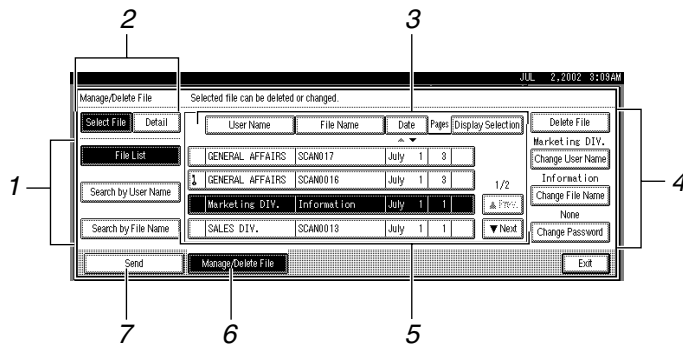 2
3
JUL 2,2002 3:09AM
Manage/Delete File
Selected file can be deleted or changed.
Select File
Detail
User Name
File Name
Date
Pages
Display Selection
Delete File
Marketing DIV.
1
File List
GENERAL AFFAIRS SCAN017 July 1 3
Change User Name
4
Information
GENERAL AFFAIRS SCAN0016 July 1 3
1/2
Search by User Name
Change File Name
Marketing DIV. Information July 1 1
▲ Prev.
None
Search by File Name
SALES DIV. SCAN0013 July 1 1
▼ Next
Change Password
Send
Manage/Delete File
Exit
7
6
5